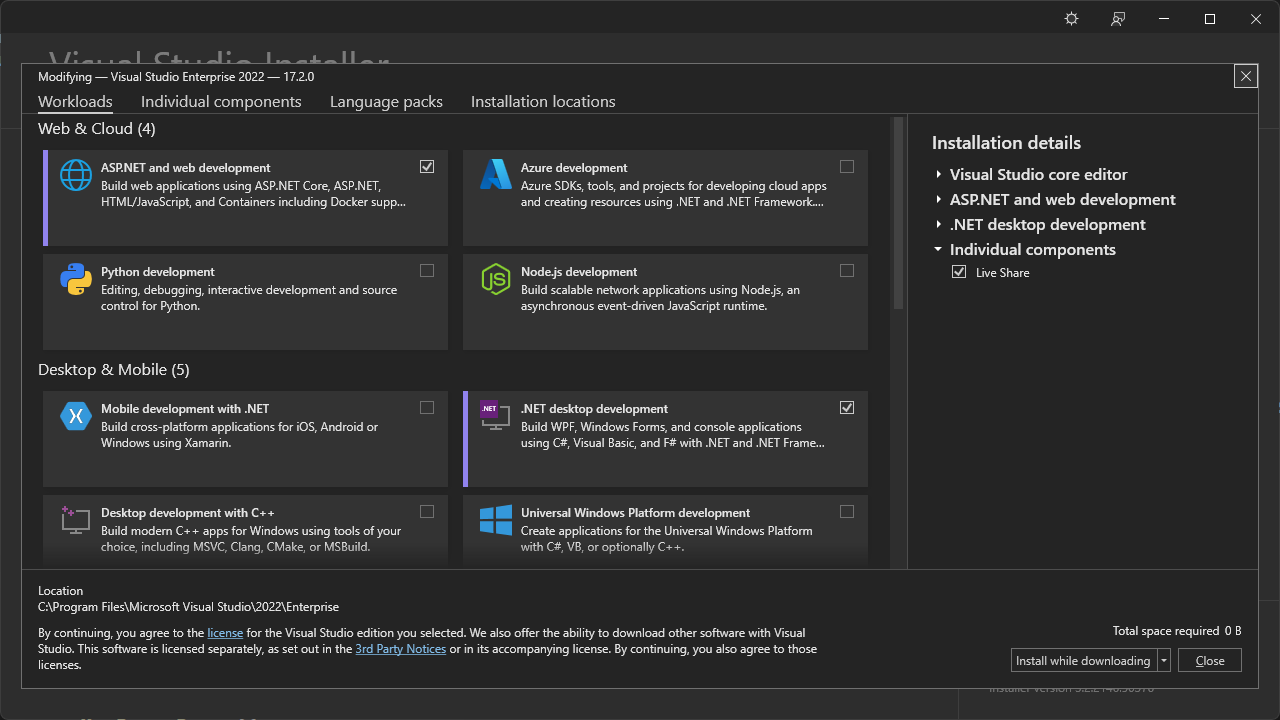 Visual Studio Installer
Modifying — Visual Studio Enterprise 2022 — 17.2.0
Workloads
Individual components
Language packs
Installation locations
Web & Cloud (4)
ASP.NET and web development
Build web applications using ASP.NET Core, ASP.NET,
HTML/JavaScript, and Containers including Docker supp...
Azure development
Azure SDKs, tools, and projects for developing cloud apps
and creating resources using .NET and .NET Framework....
Python development
Editing, debugging, interactive development and source
control for Python.
JS
Node.js development
Build scalable network applications using Node.js, an
asynchronous event-driven JavaScript runtime.
Desktop & Mobile (5)
Mobile development with .NET
Build cross-platform applications for iOS, Android or
Windows using Xamarin.
.NET
.NET desktop development
Build WPF, Windows Forms, and console applications
using C#, Visual Basic, and F# with .NET and .NET Frame...
Desktop development with C++
Build modern C++ apps for Windows using tools of your
choice, including MSVC, Clang, CMake, or MSBuild.
Universal Windows Platform development
Create applications for the Universal Windows Platform
with C#, VB, or optionally C++.
Installation details
Visual Studio core editor
ASP.NET and web development
.NET desktop development
Individual components
Live Share
Location
C:\Program Files\Microsoft Visual Studio\2022\Enterprise
By continuing, you agree to the license for the Visual Studio edition you selected. We also offer the ability to download other software with Visual
Studio. This software is licensed separately, as set out in the 3rd Party Notices or in its accompanying license. By continuing, you also agree to those
licenses.
Total space required 0 B
Install while downloading
Close